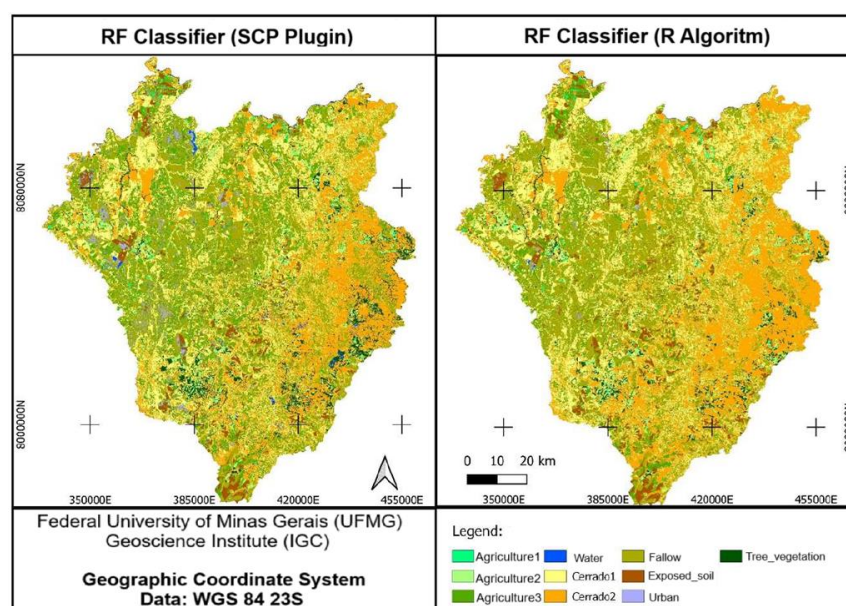 RF Classifier (SCP Plugin)
RF Classifier (R Algoritm)
8080000N
8000000N
350000E
385000E
420000E
455000E
0 10 20 km
350000E
385000E
420000E
455000E
Federal University of Minas Gerais (UFMG)
Geoscience Institute (IGC)
Geographic Coordinate System
Data: WGS 84 23S
Legend:
Agriculture1
Water
Fallow
Tree_vegetation
Agriculture2
Cerrado1
Exposed_soil
Agriculture3
Cerrado2
Urban